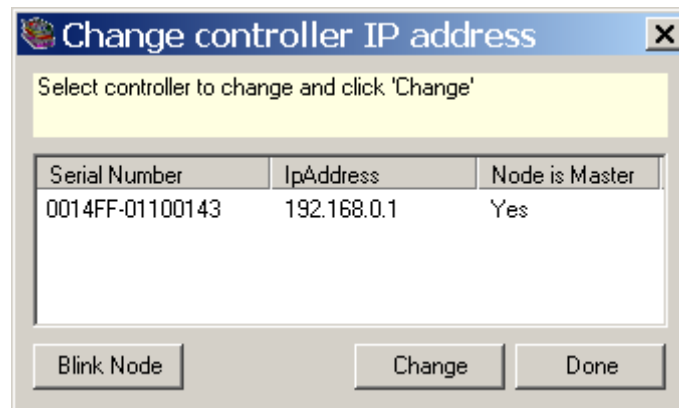 Change controller IP address
Select controller to change and click 'Change'
Serial Number IpAddress Node is Master
0014FF-01100143 192.168.0.1 Yes
Blink Node Change Done